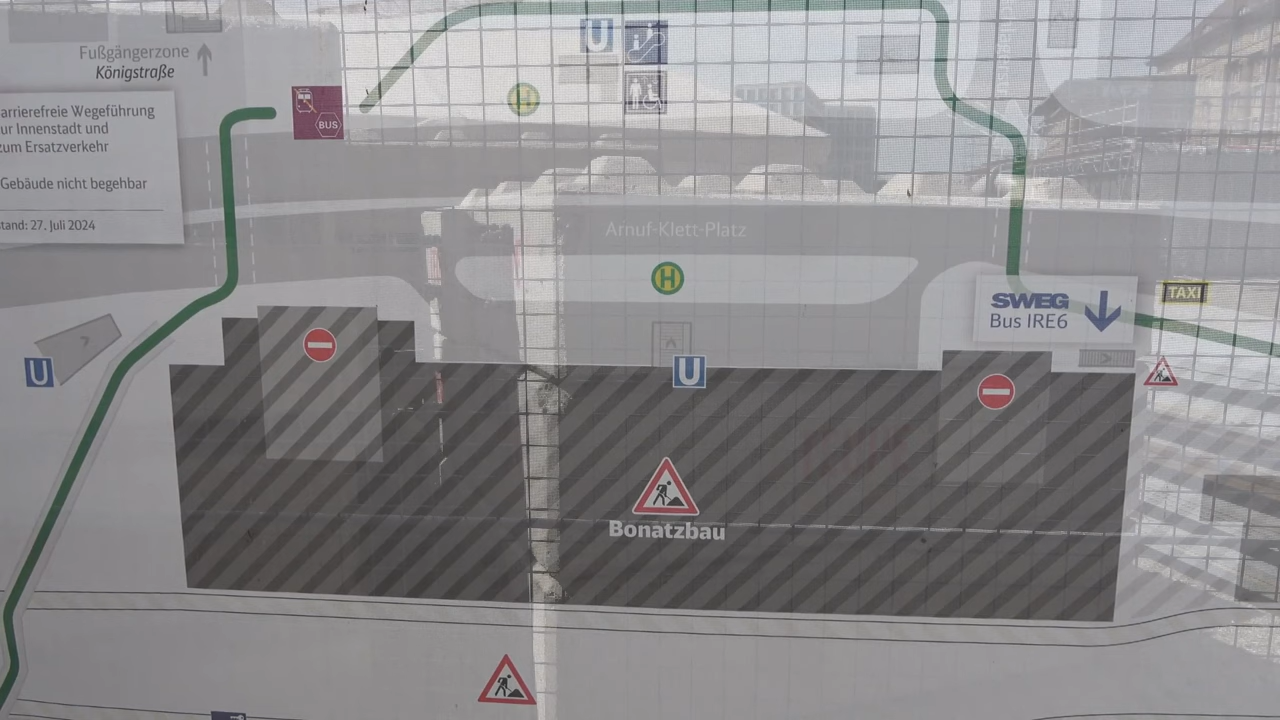 Fußgängerzone
Königstraße
arrierefreie Wegeführung
ur Innenstadt und
zum Ersatzverkehr
Gebäude nicht begehbar
stand: 27. Juli 2024
BUS
U
H
Arnuf-Klett-Platz
H
SWEG
Bus IRE6
TAXI
U
U
Bonatzbau